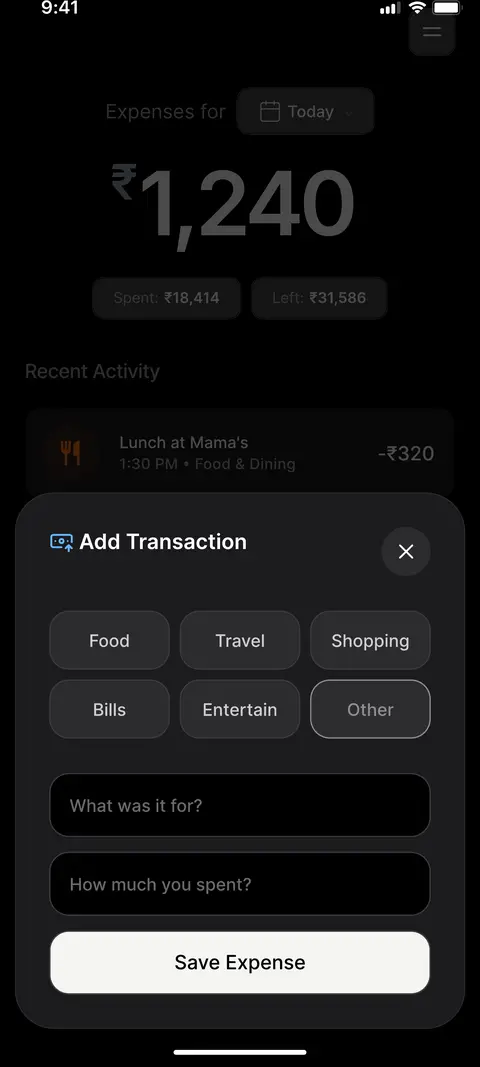 9:41
Expenses for Today
₹1,240
Spent: ₹18,414 Left: ₹31,586
Recent Activity
Lunch at Mama's
1:30 PM • Food & Dining
-₹320
Add Transaction
Food Travel Shopping
Bills Entertain Other
What was it for?
How much you spent?
Save Expense